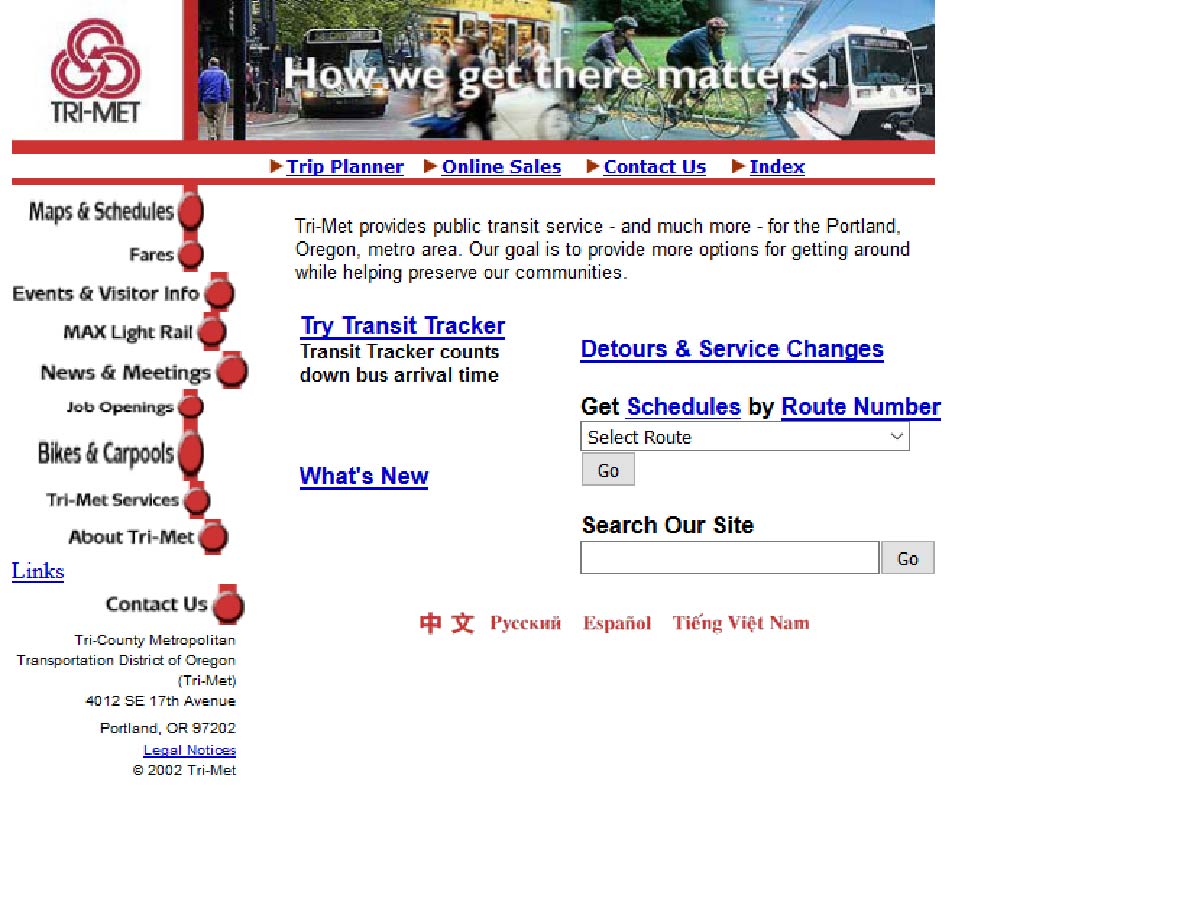 TRI-MET
How we get there matters.
Trip Planner Online Sales Contact Us Index
Maps & Schedules
Fares
Events & Visitor Info
MAX Light Rail
News & Meetings
Job Openings
Bikes & Carpools
Tri-Met Services
About Tri-Met
Links
Contact Us
Tri-County Metropolitan
Transportation District of Oregon
(Tri-Met)
4012 SE 17th Avenue
Portland, OR 97202
Legal Notices
© 2002 Tri-Met
Tri-Met provides public transit service - and much more - for the Portland,
Oregon, metro area. Our goal is to provide more options for getting around
while helping preserve our communities.
Try Transit Tracker
Transit Tracker counts
down bus arrival time
What's New
Detours & Service Changes
Get Schedules by Route Number
Select Route
Go
Search Our Site
Go
中文 Русский Español Tiếng Việt Nam